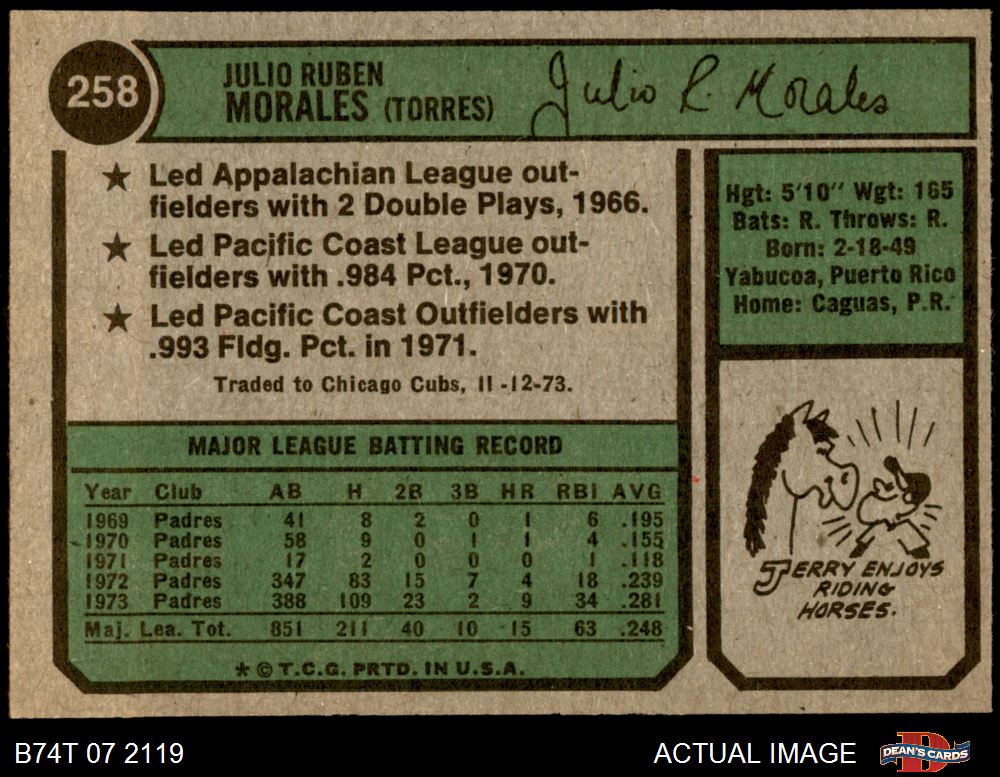 258
JULIO RUBEN
MORALES (TORRES)
Julio R. Morales
★ Led Appalachian League out-
fielders with 2 Double Plays, 1966.
★ Led Pacific Coast League out-
fielders with .984 Pct., 1970.
★ Led Pacific Coast Outfielders with
.993 Fldg. Pct. in 1971.
Traded to Chicago Cubs, 11-12-73.
Hgt: 5'10" Wgt: 165
Bats: R. Throws: R.
Born: 2-18-49
Yabucoa, Puerto Rico
Home: Caguas, P.R.
MAJOR LEAGUE BATTING RECORD
Year Club AB H 2B 3B HR RBI AVG
1969 Padres 41 8 2 0 1 6 .195
1970 Padres 58 9 0 1 1 4 .155
1971 Padres 17 2 0 0 0 1 .118
1972 Padres 347 83 15 7 4 18 .239
1973 Padres 388 109 23 2 9 34 .281
Maj. Lea. Tot. 851 211 40 10 15 63 .248
* © T.C.G. PRTD. IN U.S.A.
JERRY ENJOYS
RIDING
HORSES.
B74T 07 2119
ACTUAL IMAGE
DEAN'S CARDS